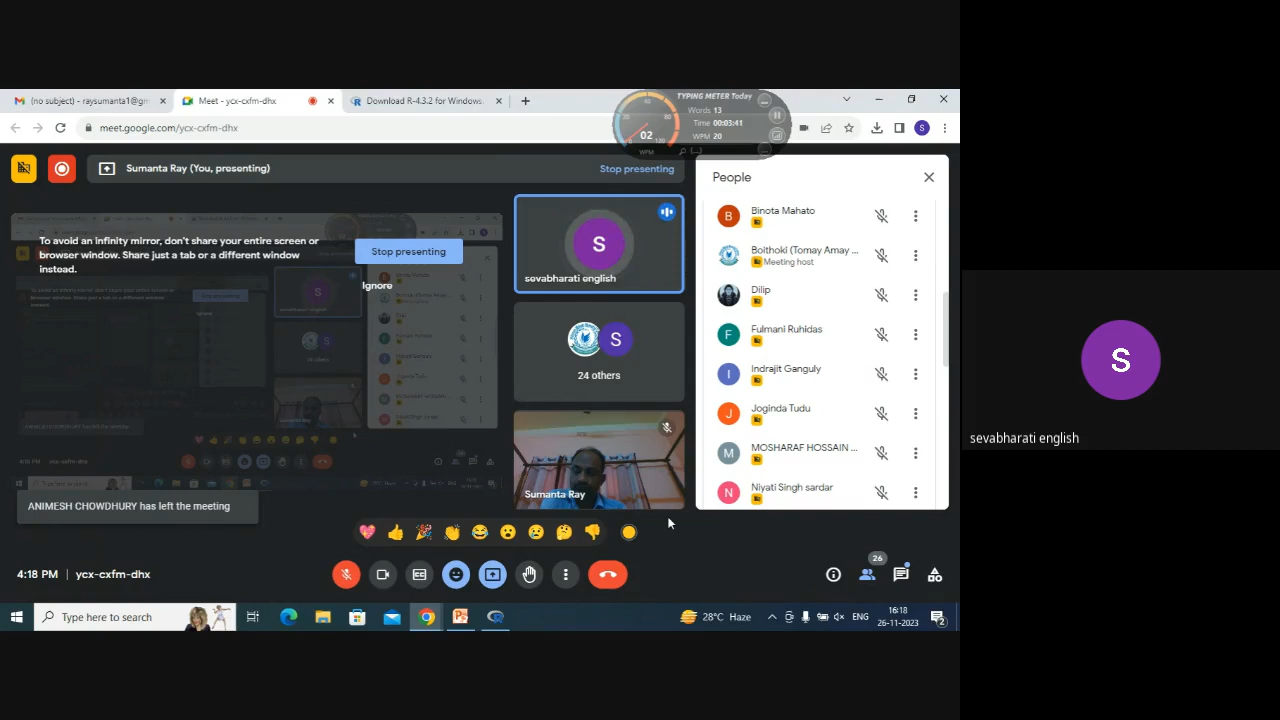 (no subject) - raysumanta1@gm
Meet - ycx-cxfm-dhx
Download R-4.3.2 for Windows.
meet.google.com/ycx-cxfm-dhx
TYPING METER Today
Words 13
Time 00:03:41
WPM 20
02
WPM
Sumanta Ray (You, presenting)
Stop presenting
To avoid an infinity mirror, don't share your entire screen or
browser window. Share just a tab or a different window
instead.
Stop presenting
Ignore
S
sevabharati english
S
24 others
Sumanta Ray
People
B
Binota Mahato
Boithoki (Tomay Amay ...
Meeting host
Dilip
F
Fulmani Ruhidas
I
Indrajit Ganguly
J
Joginda Tudu
M
MOSHARAF HOSSAIN ...
N
Niyati Singh sardar
ANIMESH CHOWDHURY has left the meeting
4:18 PM | ycx-cxfm-dhx
26
Type here to search
28°C Haze
ENG
16:18
26-11-2023
2
S
sevabharati english